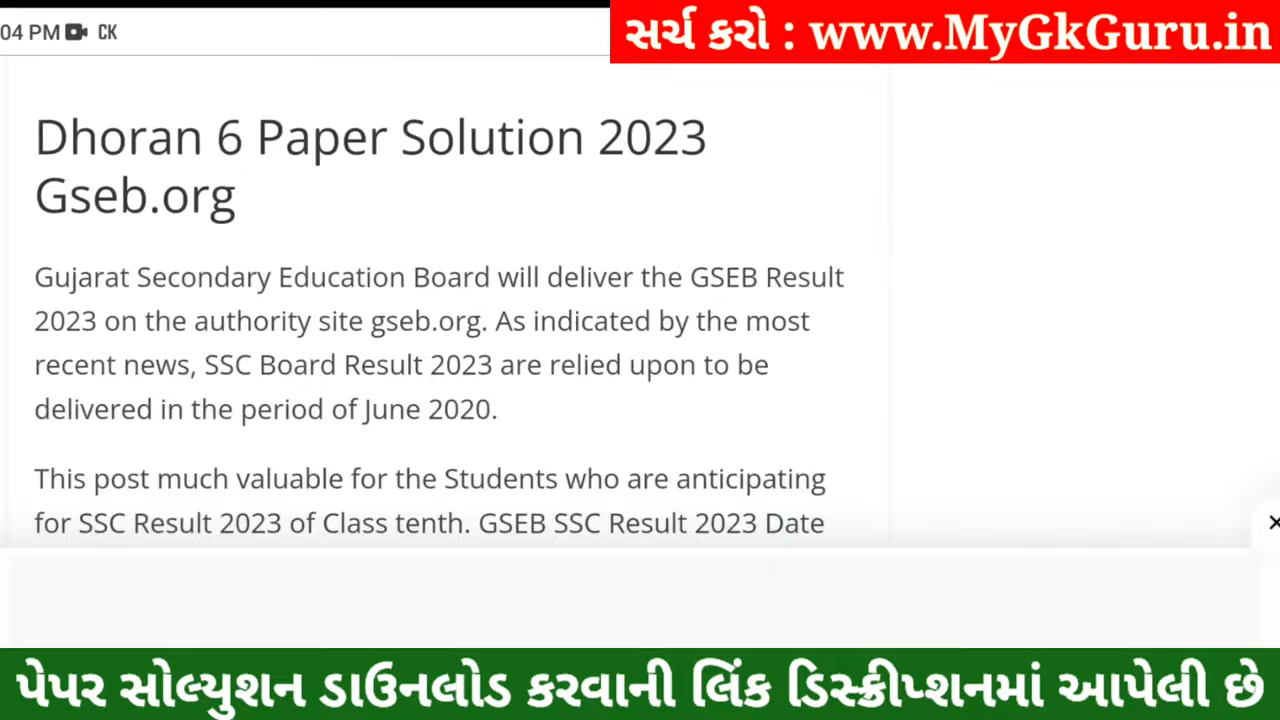 04 PM CK
સર્ચ કરો : www.MyGkGuru.in
Dhoran 6 Paper Solution 2023
Gseb.org
Gujarat Secondary Education Board will deliver the GSEB Result
2023 on the authority site gseb.org. As indicated by the most
recent news, SSC Board Result 2023 are relied upon to be
delivered in the period of June 2020.
This post much valuable for the Students who are anticipating
for SSC Result 2023 of Class tenth. GSEB SSC Result 2023 Date
પેપર સોલ્યુશન ડાઉનલોડ કરવાની લિંક ડિસ્ક્રીપ્શનમાં આપેલી છે